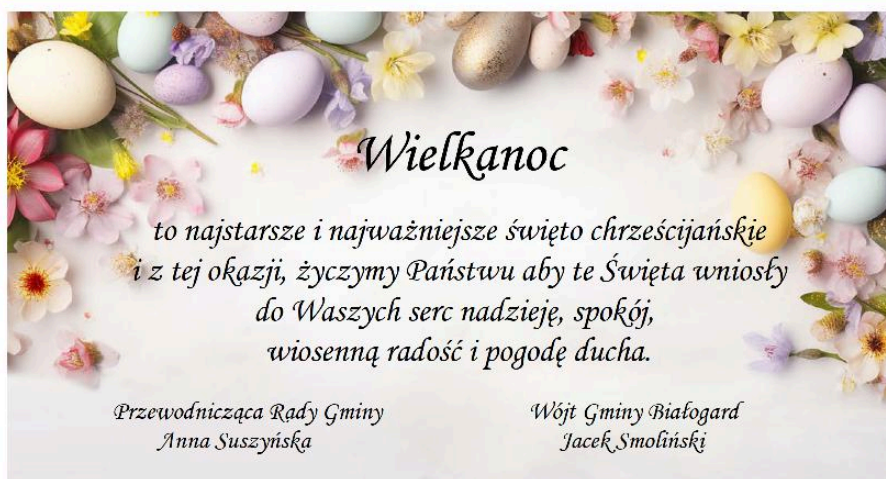 Wielkanoc
to najstarsze i najważniejsze święto chrześcijańskie
i z tej okazji, życzymy Państwu aby te Święta wniosły
do Waszych serc nadzieję, spokój,
wiosenną radość i pogodę ducha.
Przewodnicząca Rady Gminy
Anna Suszyńska
Wójt Gminy Białogard
Jacek Smoliński